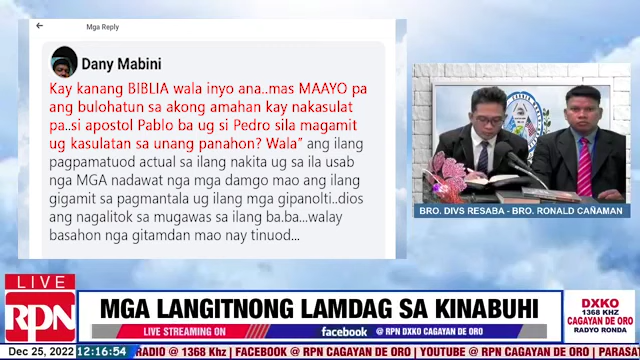 Mga Reply
Dany Mabini
Kay kanang BIBLIA wala inyo ana..mas MAAYO pa
ang bulohatun sa akong amahan kay nakasulat
pa..si apostol Pablo ba ug si Pedro sila magamit
ug kasulatan sa unang panahon? Wala” ang ilang
pagpamatuod actual sa ilang nakita ug sa ila usab
nga MGA nadawat nga mga damgo mao ang ilang
gigamit sa pagmantala ug ilang mga gipanolti..dios
ang nagalitok sa mugawas sa ilang ba.ba...walay
basahon nga gitamdan mao nay tinuod...
BRO. DIVS RESABA - BRO. RONALD CAÑAMAN
LIVE
RPN
MGA LANGITNONG LAMDAG SA KINABUHI
LIVE STREAMING ON facebook @ RPN DXKO CAGAYAN DE ORO
DXKO
1368 KHZ
CAGAYAN DE ORO
RADYO RONDA
Dec 25, 2022 12:16:54 RADIO @ 1368 Khz | FACEBOOK @ RPN CAGAYAN DE ORO | YOUTUBE @ RPN CAGAYAN DE ORO | PARASA